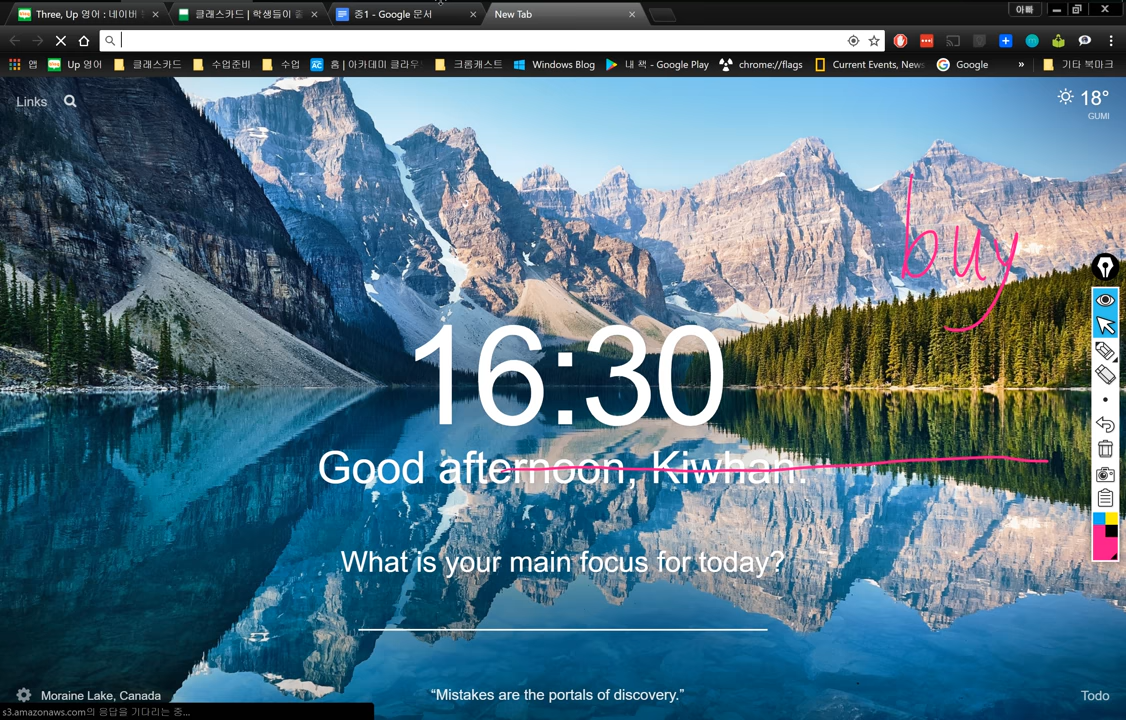 Three, Up 영어 : 네이버
클래스카드 | 학생들이
중1 - Google 문서
New Tab
아빠
앱
Up 영어
클래스카드
수업준비
수업
홈 | 아카데미 클라우
크롬캐스트
Windows Blog
내 책 - Google Play
chrome://flags
Current Events, News
Google
»
기타 북마크
Links
18°
GUMI
buy
16:30
Good afternoon, Kiwhan.
What is your main focus for today?
Moraine Lake, Canada
“Mistakes are the portals of discovery.”
Todo
s3.amazonaws.com의 응답을 기다리는 중...